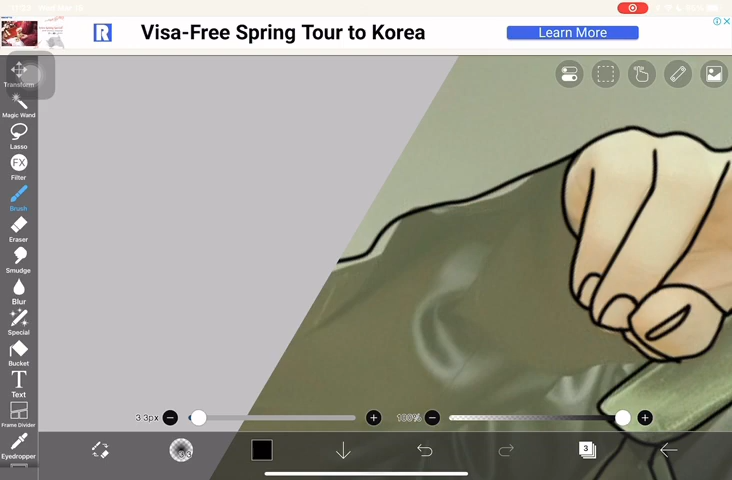 R
Visa-Free Spring Tour to Korea
Learn More
Transform
Magic Wand
Lasso
FX
Filter
Brush
Eraser
Smudge
Blur
Special
Bucket
T
Text
Frame Divider
Eyedropper
3.3px
100%
3